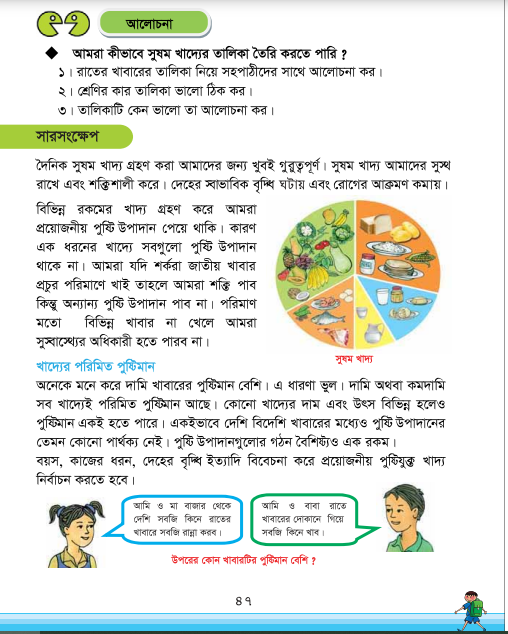 আলোচনা
আমরা কীভাবে সুষম খাদ্যের তালিকা তৈরি করতে পারি ?
১। রাতের খাবারের তালিকা নিয়ে সহপাঠীদের সাথে আলোচনা কর।
২। শ্রেণির কার তালিকা ভালো ঠিক কর।
৩। তালিকাটি কেন ভালো তা আলোচনা কর।
সারসংক্ষেপ
দৈনিক সুষম খাদ্য গ্রহণ করা আমাদের জন্য খুবই গুরুত্বপূর্ণ। সুষম খাদ্য আমাদের সুস্থ
রাখে এবং শক্তিশালী করে। দেহের স্বাভাবিক বৃদ্ধি ঘটায় এবং রোগের আক্রমণ কমায়।
বিভিন্ন রকমের খাদ্য গ্রহণ করে আমরা
প্রয়োজনীয় পুষ্টি উপাদান পেয়ে থাকি। কারণ
এক ধরনের খাদ্যে সবগুলো পুষ্টি উপাদান
থাকে না। আমরা যদি শর্করা জাতীয় খাবার
প্রচুর পরিমাণে খাই তাহলে আমরা শক্তি পাব
কিন্তু অন্যান্য পুষ্টি উপাদান পাব না। পরিমাণ
মতো বিভিন্ন খাবার না খেলে আমরা
সুস্বাস্থ্যের অধিকারী হতে পারব না।
সুষম খাদ্য
খাদ্যের পরিমিত পুষ্টিমান
অনেকে মনে করে দামি খাবারের পুষ্টিমান বেশি। এ ধারণা ভুল। দামি অথবা কমদামি
সব খাদ্যেই পরিমিত পুষ্টিমান আছে। কোনো খাদ্যের দাম এবং উৎস বিভিন্ন হলেও
পুষ্টিমান একই হতে পারে। একইভাবে দেশি বিদেশি খাবারের মধ্যেও পুষ্টি উপাদানের
তেমন কোনো পার্থক্য নেই। পুষ্টি উপাদানগুলোর গঠন বৈশিষ্ট্যও এক রকম।
বয়স, কাজের ধরন, দেহের বৃদ্ধি ইত্যাদি বিবেচনা করে প্রয়োজনীয় পুষ্টিযুক্ত খাদ্য
নির্বাচন করতে হবে।
আমি ও মা বাজার থেকে
দেশি সবজি কিনে রাতের
খাবারে সবজি রান্না করব।
আমি ও বাবা রাতে
খাবারের দোকানে গিয়ে
সবজি কিনে খাব।
উপরের কোন খাবারটির পুষ্টিমান বেশি ?
৪৭